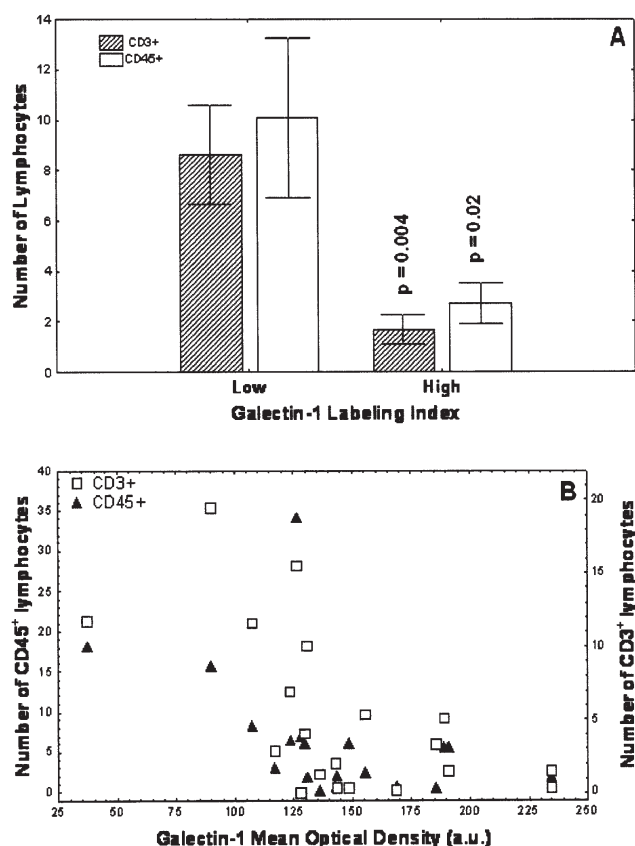 A
CD3+
CD45+
Number of Lymphocytes
14
12
10
8
6
4
2
0
p = 0.004
p = 0.02
Low
High
Galectin-1 Labeling Index
B
CD3+
CD45+
Number of CD45+ lymphocytes
40
35
30
25
20
15
10
5
0
Number of CD3+ lymphocytes
20
15
10
5
0
25
50
75
100
125
150
175
200
225
250
Galectin-1 Mean Optical Density (a.u.)